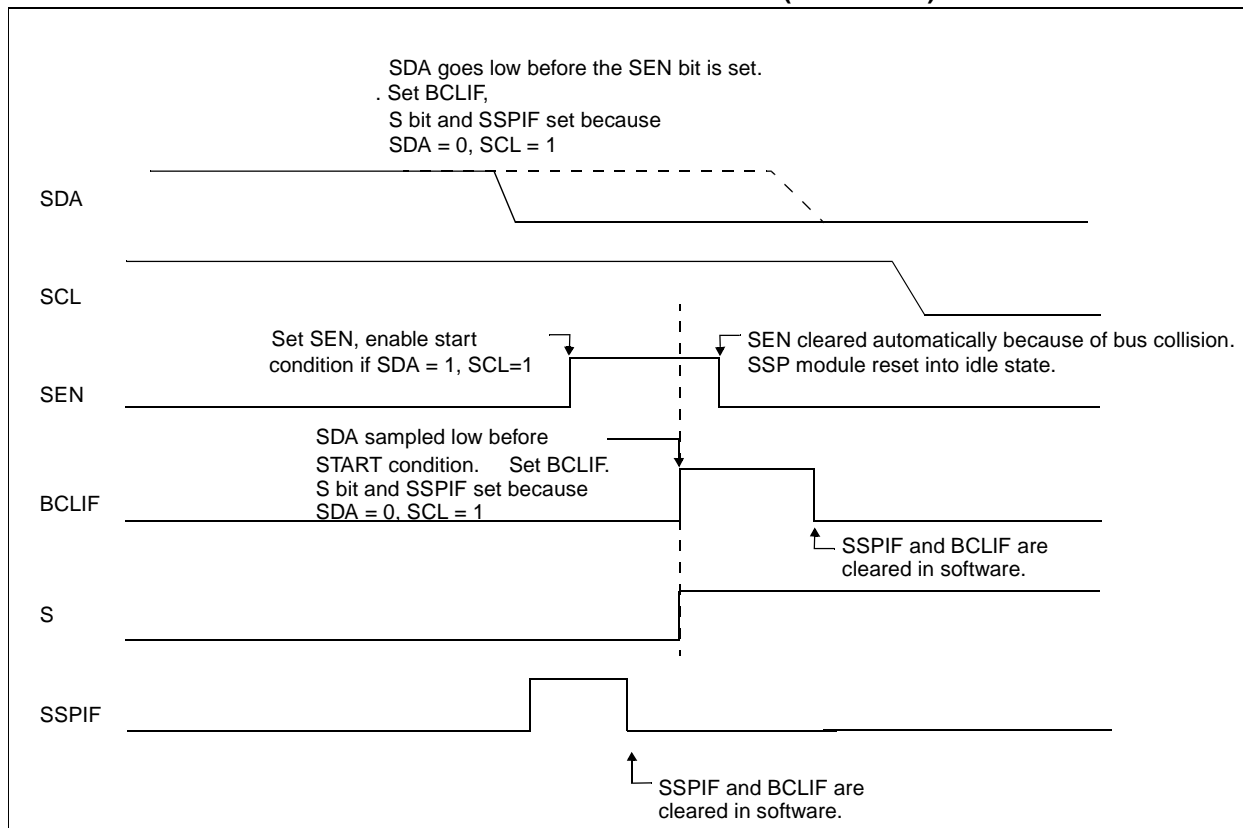 SDA goes low before the SEN bit is set.
. Set BCLIF,
S bit and SSPIF set because
SDA = 0, SCL = 1
SDA
SCL
Set SEN, enable start
condition if SDA = 1, SCL=1
SEN cleared automatically because of bus collision.
SSP module reset into idle state.
SEN
SDA sampled low before
START condition. Set BCLIF.
S bit and SSPIF set because
SDA = 0, SCL = 1
BCLIF
SSPIF and BCLIF are
cleared in software.
S
SSPIF
SSPIF and BCLIF are
cleared in software.